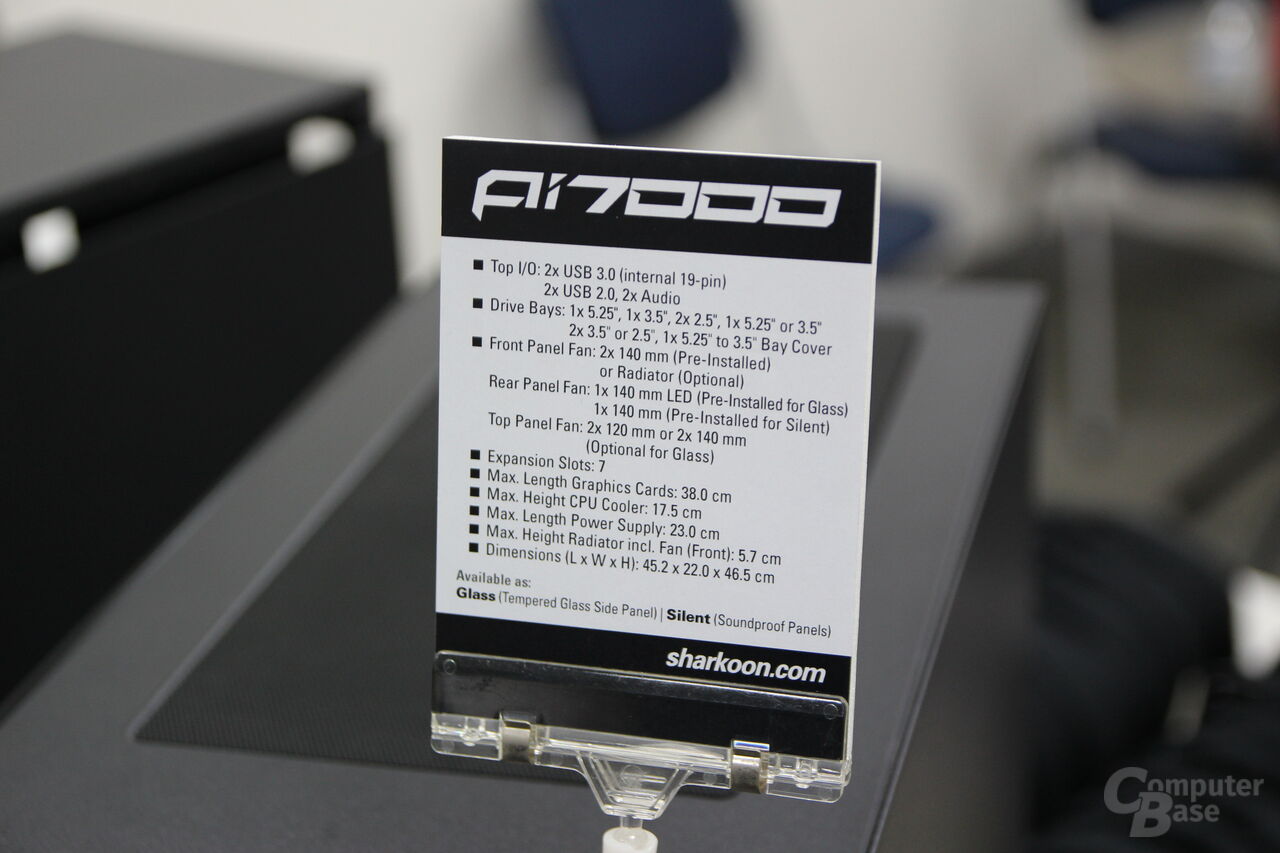 AI7000
■ Top I/O: 2x USB 3.0 (internal 19-pin)
2x USB 2.0, 2x Audio
■ Drive Bays: 1x 5.25", 1x 3.5", 2x 2.5", 1x 5.25" or 3.5"
2x 3.5" or 2.5", 1x 5.25" to 3.5" Bay Cover
■ Front Panel Fan: 2x 140 mm (Pre-Installed)
or Radiator (Optional)
Rear Panel Fan: 1x 140 mm LED (Pre-Installed for Glass)
1x 140 mm (Pre-Installed for Silent)
Top Panel Fan: 2x 120 mm or 2x 140 mm
(Optional for Glass)
■ Expansion Slots: 7
■ Max. Length Graphics Cards: 38.0 cm
■ Max. Height CPU Cooler: 17.5 cm
■ Max. Length Power Supply: 23.0 cm
■ Max. Height Radiator incl. Fan (Front): 5.7 cm
■ Dimensions (L x W x H): 45.2 x 22.0 x 46.5 cm
Available as:
Glass (Tempered Glass Side Panel) | Silent (Soundproof Panels)
sharkoon.com
Computer
Base